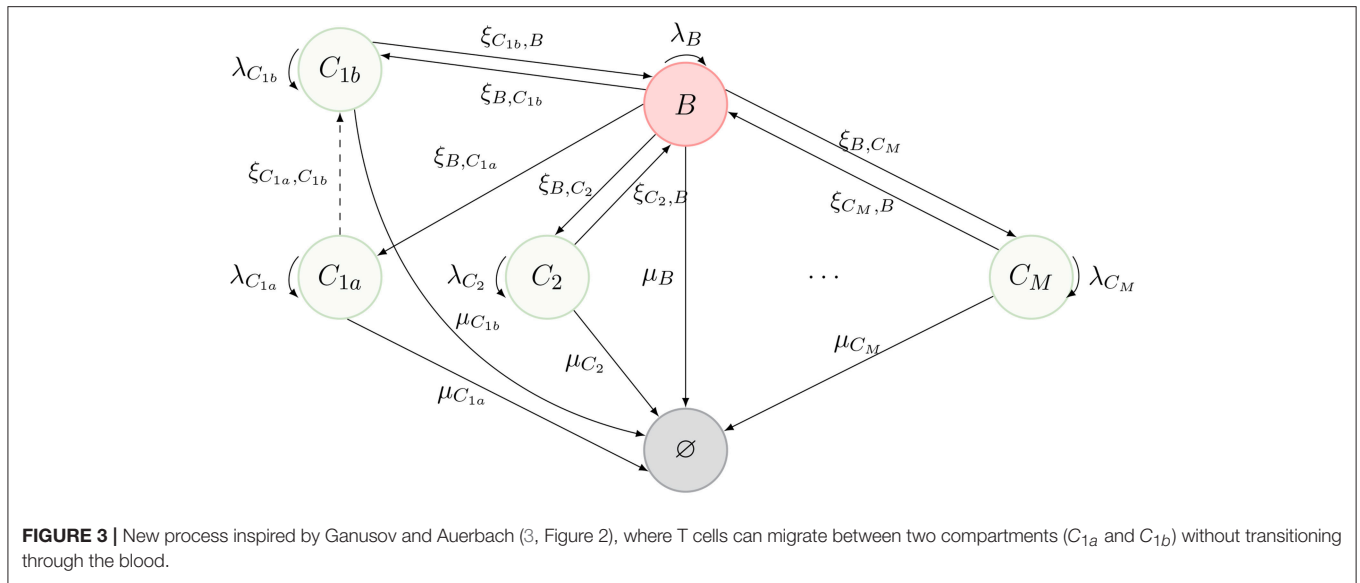 ξ_{C_{1b},B}
λ_B
λ_{C_{1b}}
C_{1b}
ξ_{B,C_{1b}}
B
ξ_{B,C_M}
ξ_{C_{1a},C_{1b}}
ξ_{B,C_{1a}}
ξ_{B,C_2}
ξ_{C_2,B}
ξ_{C_M,B}
λ_{C_{1a}}
C_{1a}
λ_{C_2}
C_2
μ_B
...
C_M
λ_{C_M}
μ_{C_{1b}}
μ_{C_2}
μ_{C_M}
μ_{C_{1a}}
∅
FIGURE 3 | New process inspired by Ganusov and Auerbach (3, Figure 2), where T cells can migrate between two compartments (C_{1a} and C_{1b}) without transitioning
through the blood.